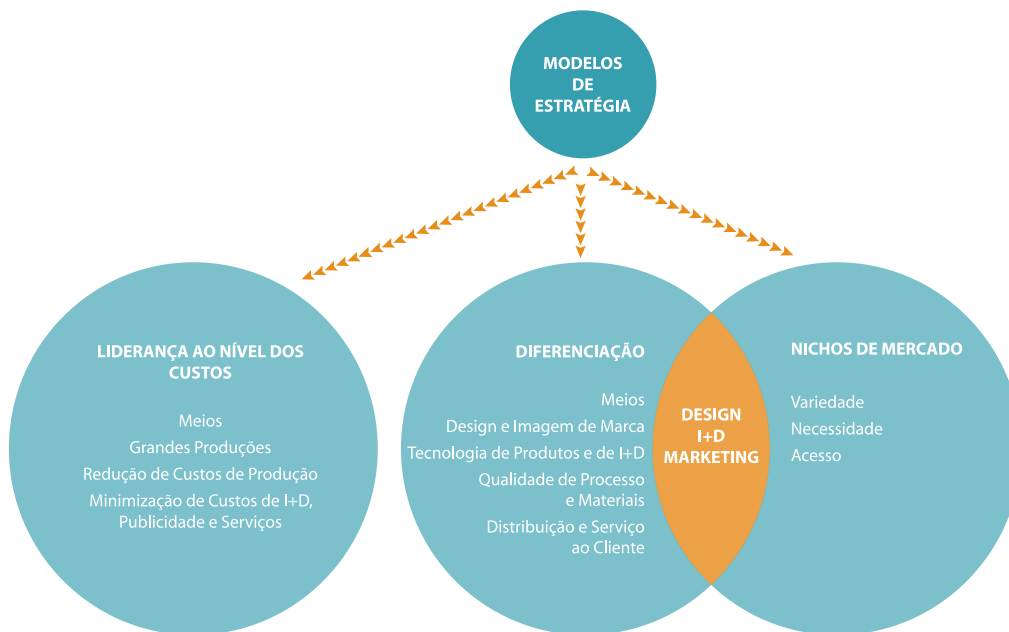 MODELOS
DE
ESTRATÉGIA
LIDERANÇA AO NÍVEL DOS
CUSTOS
Meios
Grandes Produções
Redução de Custos de Produção
Minimização de Custos de I+D,
Publicidade e Serviços
DIFERENCIAÇÃO
Meios
Design e Imagem de Marca
Tecnologia de Produtos e de I+D
Qualidade de Processo
e Materiais
Distribuição e Serviço
ao Cliente
DESIGN
I+D
MARKETING
NICHOS DE MERCADO
Variedade
Necessidade
Acesso